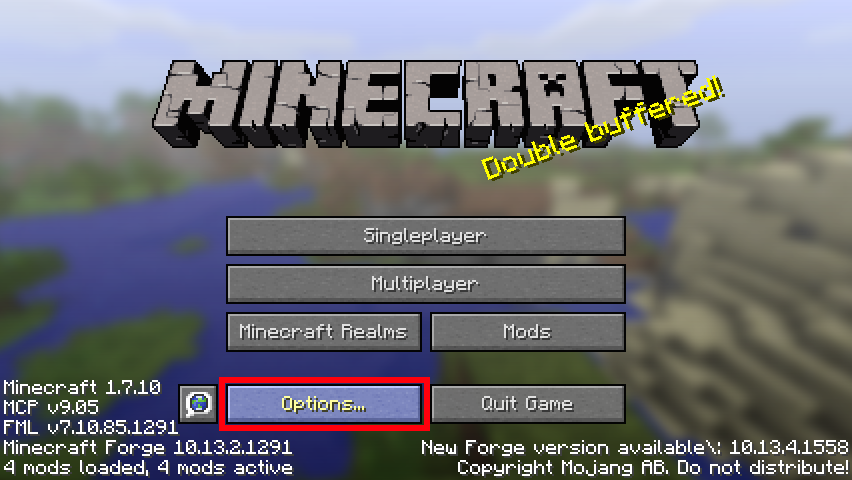 MINECRAFT
Double buffered!
Singleplayer
Multiplayer
Minecraft Realms
Mods
Options...
Quit Game
Minecraft 1.7.10
MCP v9.05
FML v7.10.85.1291
Minecraft Forge 10.13.2.1291
4 mods loaded, 4 mods active
New Forge version available\: 10.13.4.1558
Copyright Mojang AB. Do not distribute!